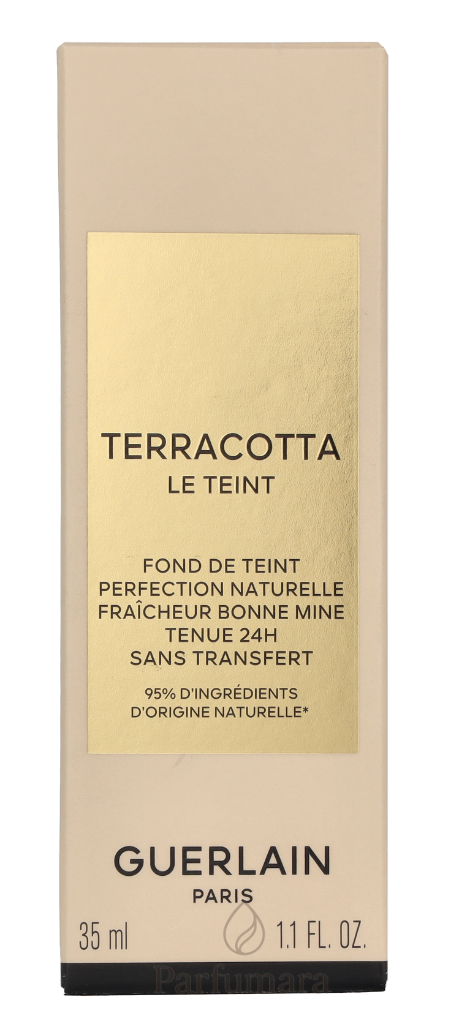 TERRACOTTA
LE TEINT
FOND DE TEINT
PERFECTION NATURELLE
FRAÎCHEUR BONNE MINE
TENUE 24H
SANS TRANSFERT
95% D'INGRÉDIENTS
D'ORIGINE NATURELLE*
GUERLAIN
PARIS
35 ml 1.1 FL. OZ.
Parfumara